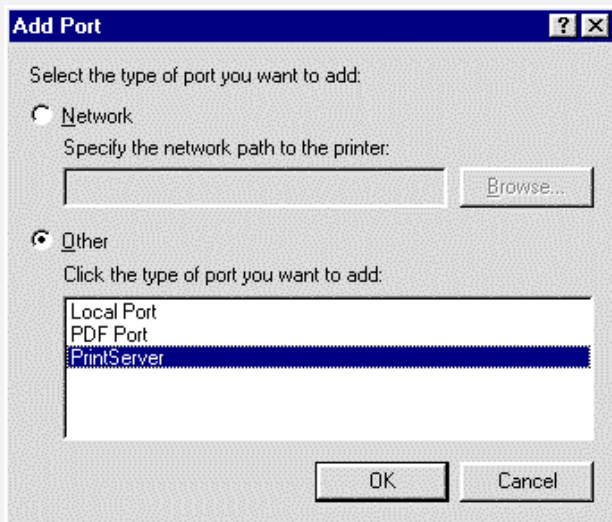 Add Port
Select the type of port you want to add:
Network
Specify the network path to the printer:
Browse...
Other
Click the type of port you want to add:
Local Port
PDF Port
PrintServer
OK Cancel